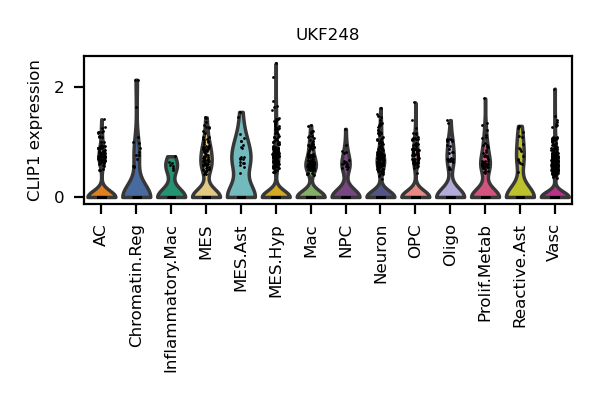 UKF248
CLIP1 expression
2
0
AC
Chromatin.Reg
Inflammatory.Mac
MES
MES.Ast
MES.Hyp
Mac
NPC
Neuron
OPC
Oligo
Prolif.Metab
Reactive.Ast
Vasc